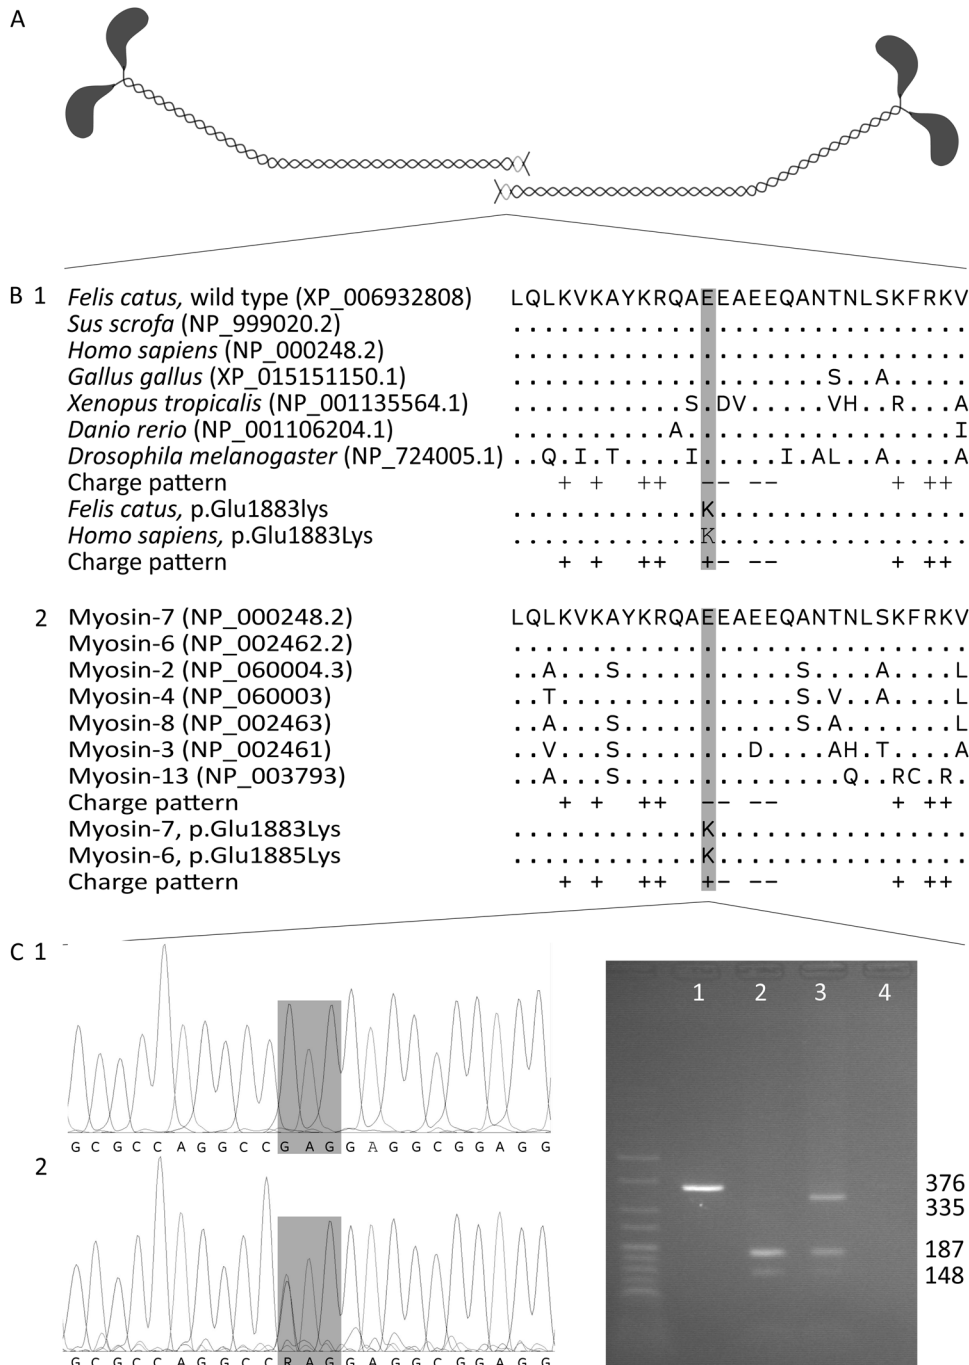 A
B 1 Felis catus, wild type (XP_006932808) LQLKVKAYKRQAEEAEEQANTNLSKFRKV
Sus scrofa (NP_999020.2) .............................
Homo sapiens (NP_000248.2) .............................
Gallus gallus (XP_015151150.1) ....................S..A.....
Xenopus tropicalis (NP_001135564.1) ...........S.DV.....VH..R...A
Danio rerio (NP_001106204.1) ..........A.................I
Drosophila melanogaster (NP_724005.1) ..Q.I.T....I.....I.AL..A....A
Charge pattern + + ++ −− −− + ++
Felis catus, p.Glu1883lys ............K................
Homo sapiens, p.Glu1883Lys ............K................
Charge pattern + + ++ +− −− + ++
2 Myosin-7 (NP_000248.2) LQLKVKAYKRQAEEAEEQANTNLSKFRKV
Myosin-6 (NP_002462.2) .............................
Myosin-2 (NP_060004.3) ..A...S...........S....A....L
Myosin-4 (NP_060003) ..T...............S.V..A....L
Myosin-8 (NP_002463) ..A...S...........S.A.......L
Myosin-3 (NP_002461) ..V...S........D....AH.T....A
Myosin-13 (NP_003793) ..A...S..............Q..RC.R.
Charge pattern + + ++ −− −− + ++
Myosin-7, p.Glu1883Lys ............K................
Myosin-6, p.Glu1885Lys ............K................
Charge pattern + + ++ +− −− + ++
C 1
G C G C C A G G C C G A G G A G G C G G A G G
2
G C G C C A G G C C R A G G A G G C G G A G G
1 2 3 4
376
335
187
148